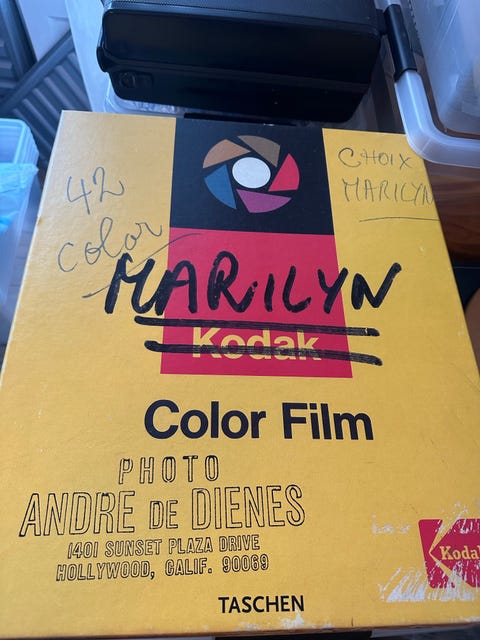 42
color
CHOIX
MARILYN
MARILYN
Kodak
Color Film
PHOTO
ANDRE DE DIENES
1401 SUNSET PLAZA DRIVE
HOLLYWOOD, CALIF. 90069
Kodak
TASCHEN